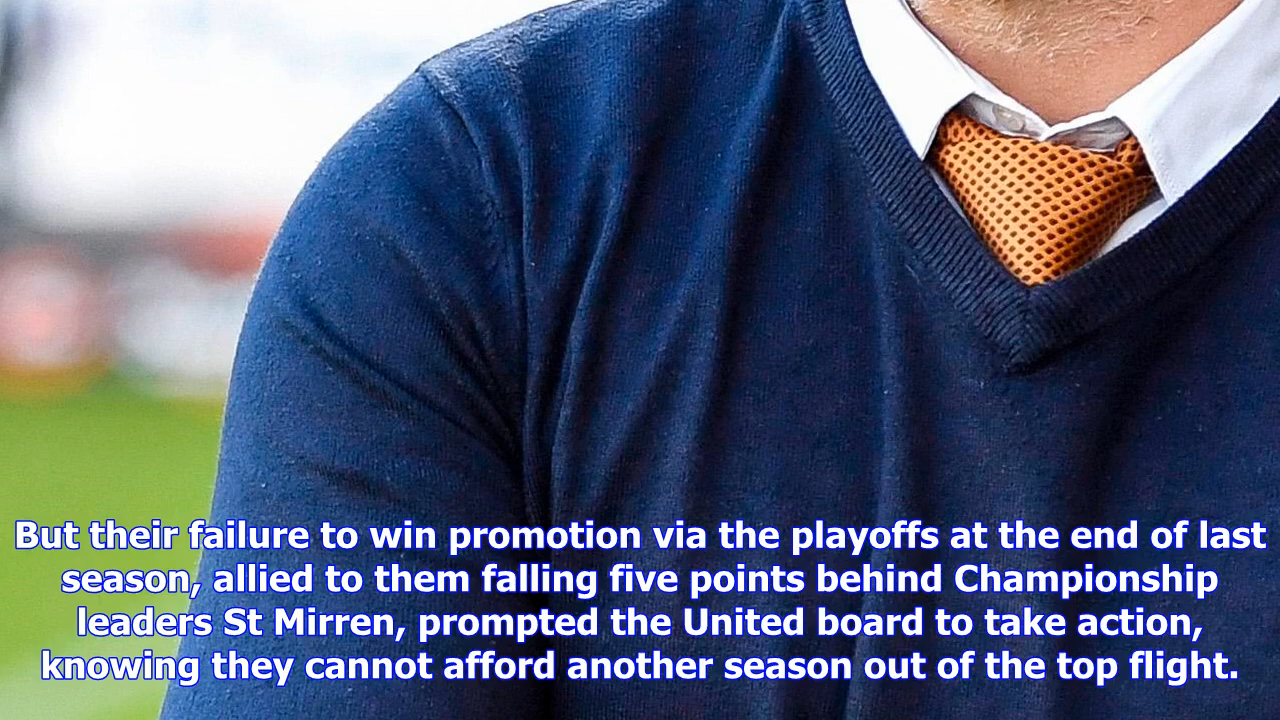 But their failure to win promotion via the playoffs at the end of last
season, allied to them falling five points behind Championship
leaders St Mirren, prompted the United board to take action,
knowing they cannot afford another season out of the top flight.